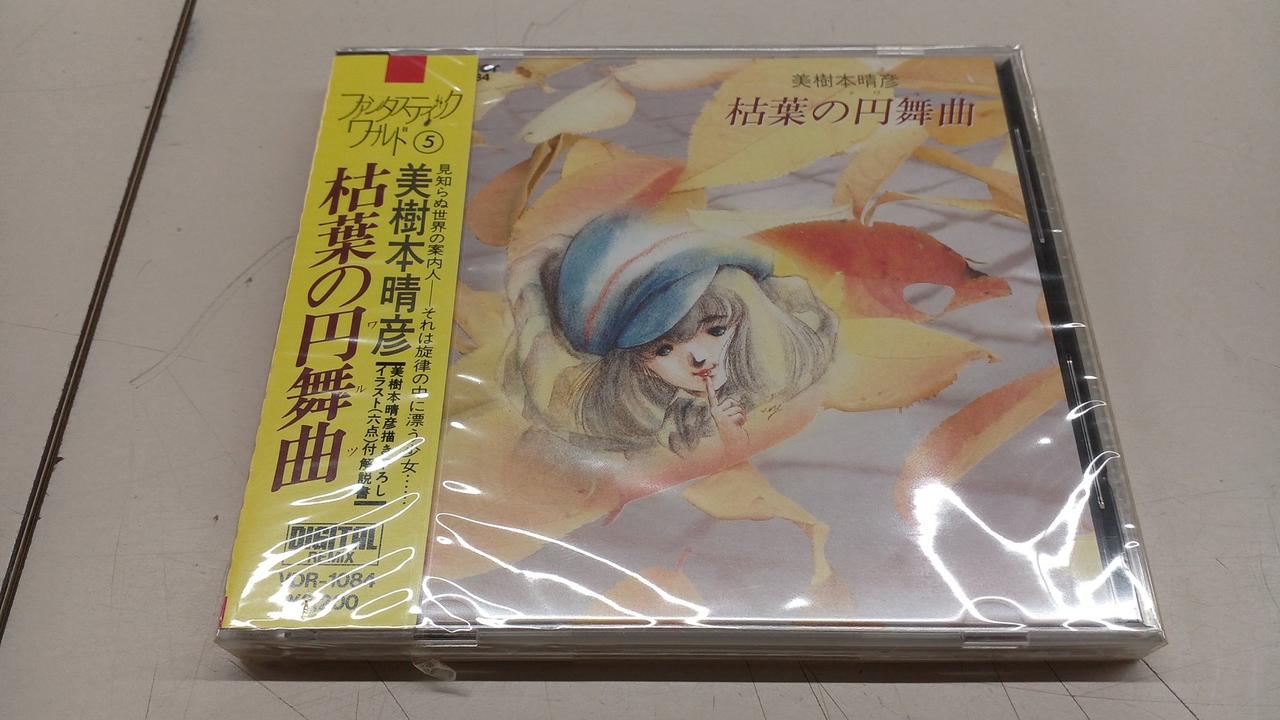 ファンタスティック
ワールド⑤
見知らぬ世界の案内人——それは旋律の中に漂う少女……
美樹本晴彦
枯葉の円舞曲
ワルツ
美樹本晴彦描き ろし
イラスト(六点)付 解説書
DIGITAL
REMIX
VDR-1084
美樹本晴彦
枯葉の円舞曲